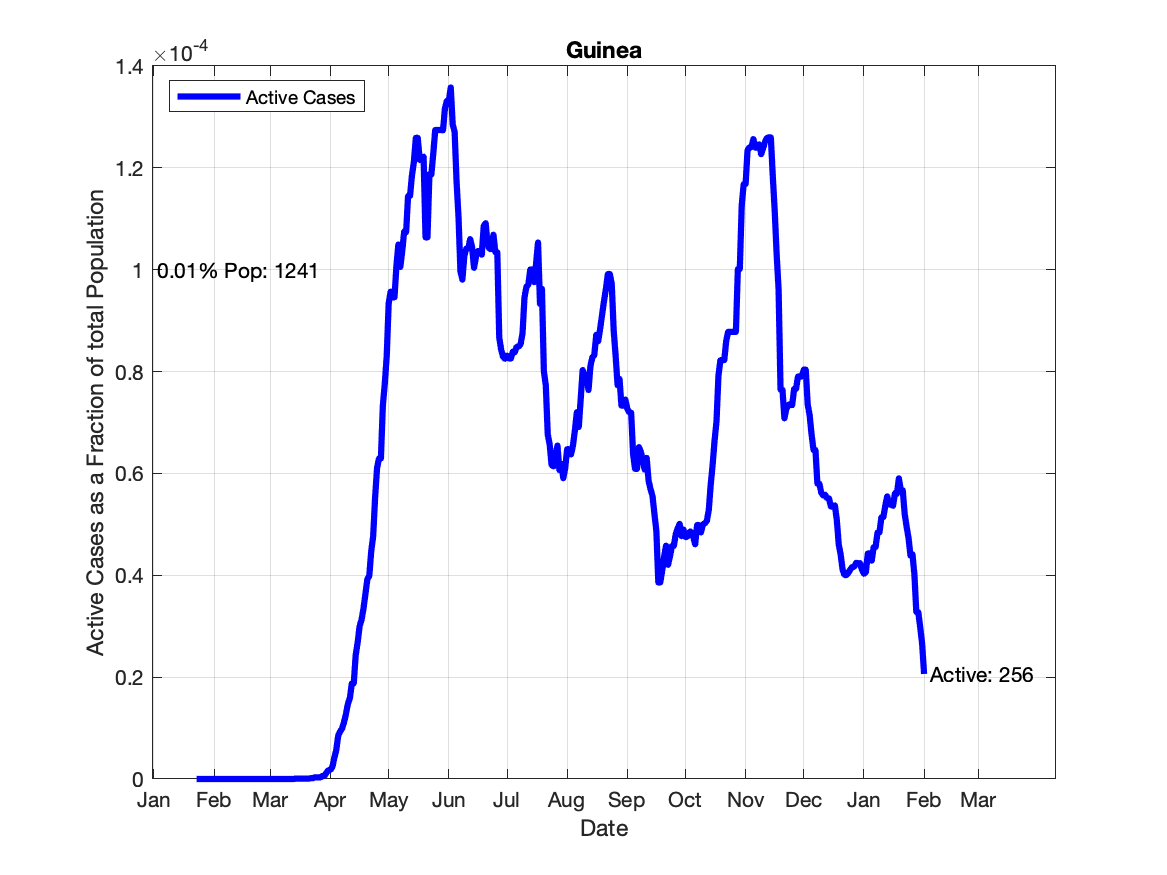 Guinea
×10-4
1.4
1.2
1
0.8
0.6
0.4
0.2
0
Active Cases as a Fraction of total Population
Active Cases
0.01% Pop: 1241
Active: 256
Jan Feb Mar Apr May Jun Jul Aug Sep Oct Nov Dec Jan Feb Mar
Date